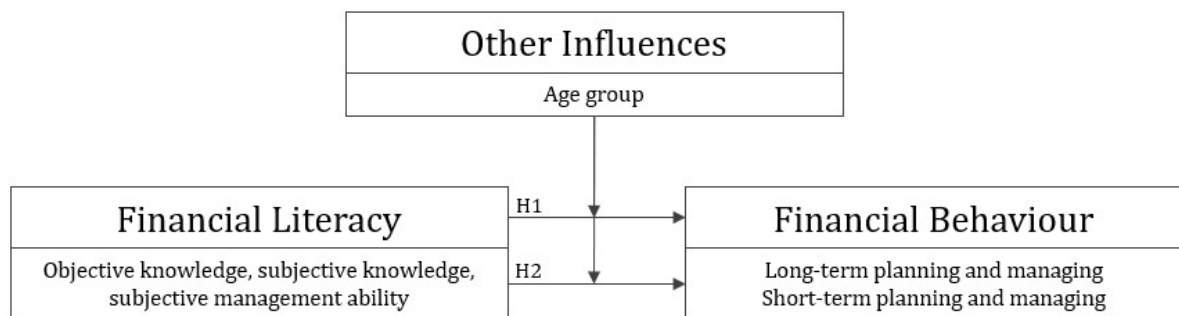 Other Influences
Age group
H1
Financial Literacy
Financial Behaviour
Objective knowledge, subjective knowledge,
subjective management ability
H2
Long-term planning and managing
Short-term planning and managing